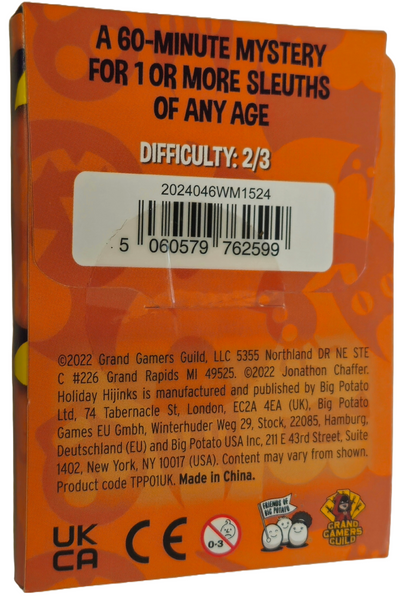 A 60-MINUTE MYSTERY
FOR 1 OR MORE SLEUTHS
OF ANY AGE
DIFFICULTY: 2/3
2024046WM1524
5 060579 762599
©2022 Grand Gamers Guild, LLC 5355 Northland DR NE STE
C #226 Grand Rapids MI 49525. ©2022 Jonathon Chaffer.
Holiday Hijinks is manufactured and published by Big Potato
Ltd, 74 Tabernacle St, London, EC2A 4EA (UK), Big Potato
Games EU GmbH, Winterhuder Weg 29, Stock, 22085, Hamburg,
Deutschland (EU) and Big Potato USA Inc, 211 E 43rd Street, Suite
1402, New York, NY 10017 (USA). Content may vary from shown.
Product code TPP01UK. Made in China.
UK
CA
CE
0-3
FRIENDS OF
BIG POTATO
GRAND
GAMERS
GUILD